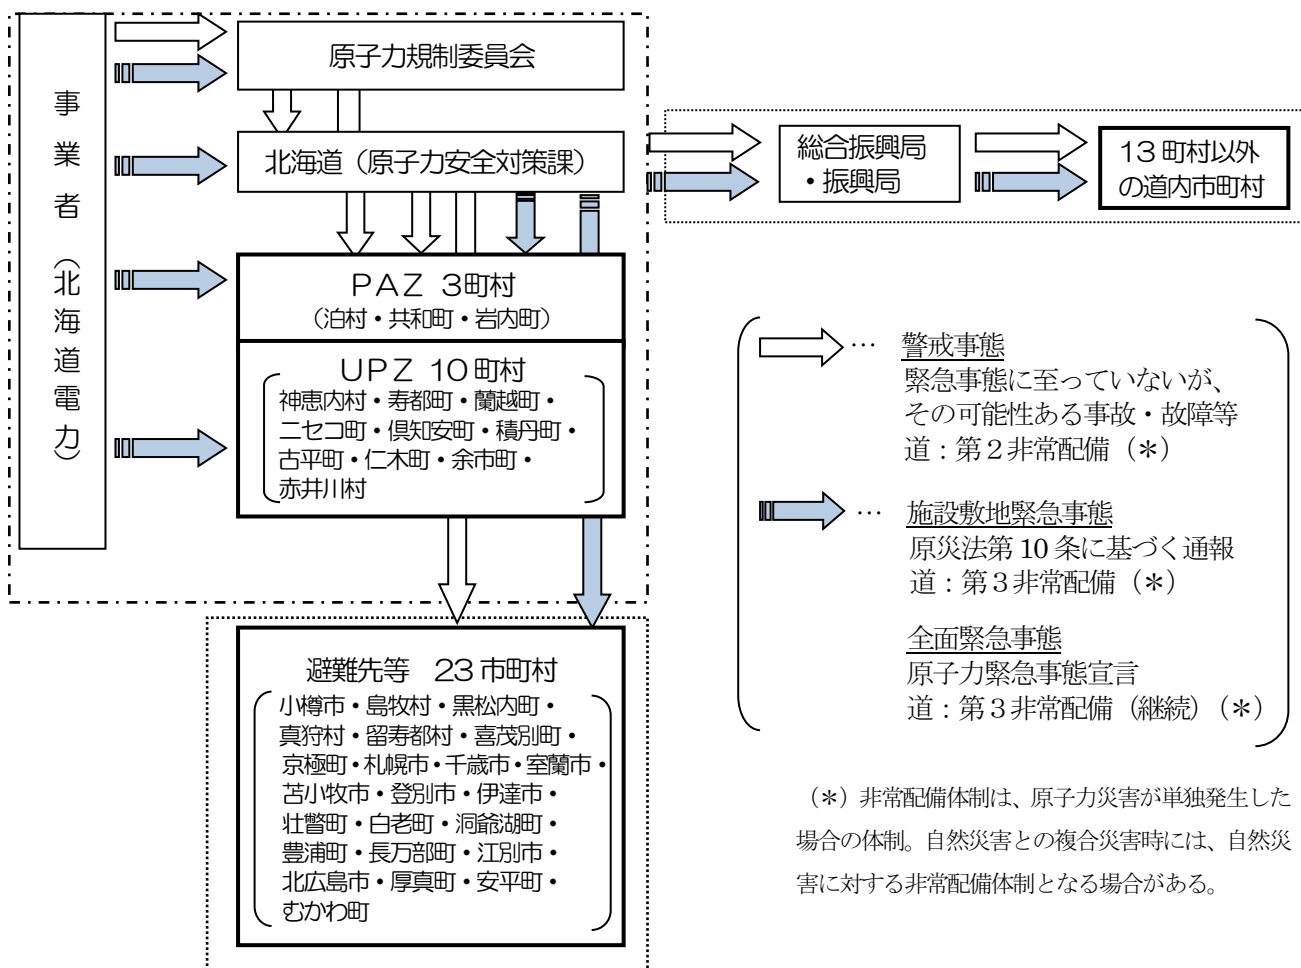 事業者(北海道電力)
原子力規制委員会
北海道(原子力安全対策課)
総合振興局
・振興局
13町村以外
の道内市町村
PAZ 3町村
(泊村・共和町・岩内町)
UPZ 10町村
神恵内村・寿都町・蘭越町・
ニセコ町・倶知安町・積丹町・
古平町・仁木町・余市町・
赤井川村
避難先等 23市町村
小樽市・島牧村・黒松内町・
真狩村・留寿都村・喜茂別町・
京極町・札幌市・千歳市・室蘭市・
苫小牧市・登別市・伊達市・
壮瞥町・白老町・洞爺湖町・
豊浦町・長万部町・江別市・
北広島市・厚真町・安平町・
むかわ町
… 警戒事態
緊急事態に至っていないが、
その可能性ある事故・故障等
道:第2非常配備(*)
… 施設敷地緊急事態
原災法第10条に基づく通報
道:第3非常配備(*)
全面緊急事態
原子力緊急事態宣言
道:第3非常配備(継続)(*)
(*)非常配備体制は、原子力災害が単独発生した
場合の体制。自然災害との複合災害時には、自然災
害に対する非常配備体制となる場合がある。